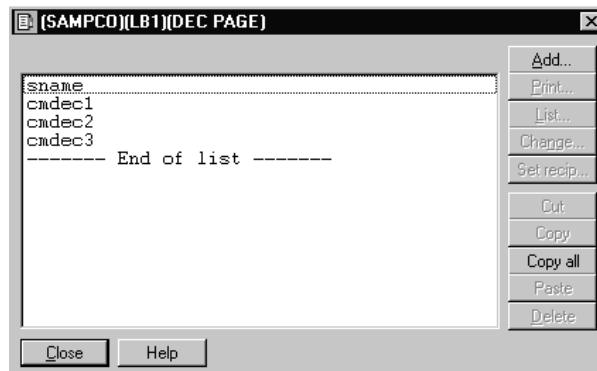 (SAMPCO)(LB1)(DEC PAGE)
sname
cmdec1
cmdec2
cmdec3
------- End of list -------
Add...
Print...
List...
Change...
Set recip...
Cut
Copy
Copy all
Paste
Delete
Close
Help